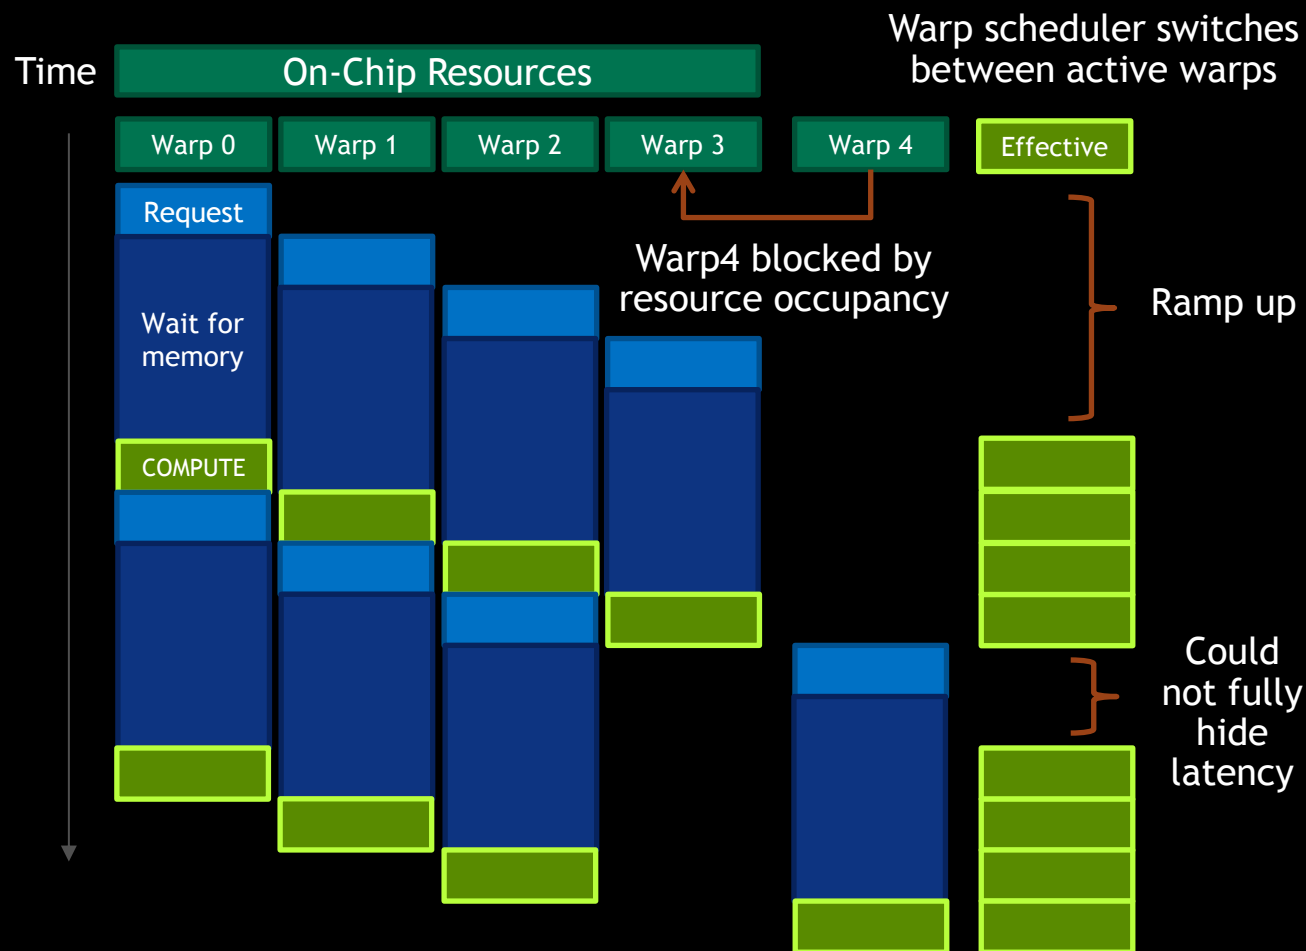 Warp scheduler switches
between active warps
Time
On-Chip Resources
Warp 0
Warp 1
Warp 2
Warp 3
Warp 4
Effective
Request
Warp4 blocked by
resource occupancy
Ramp up
Wait for
memory
COMPUTE
Could
not fully
hide
latency